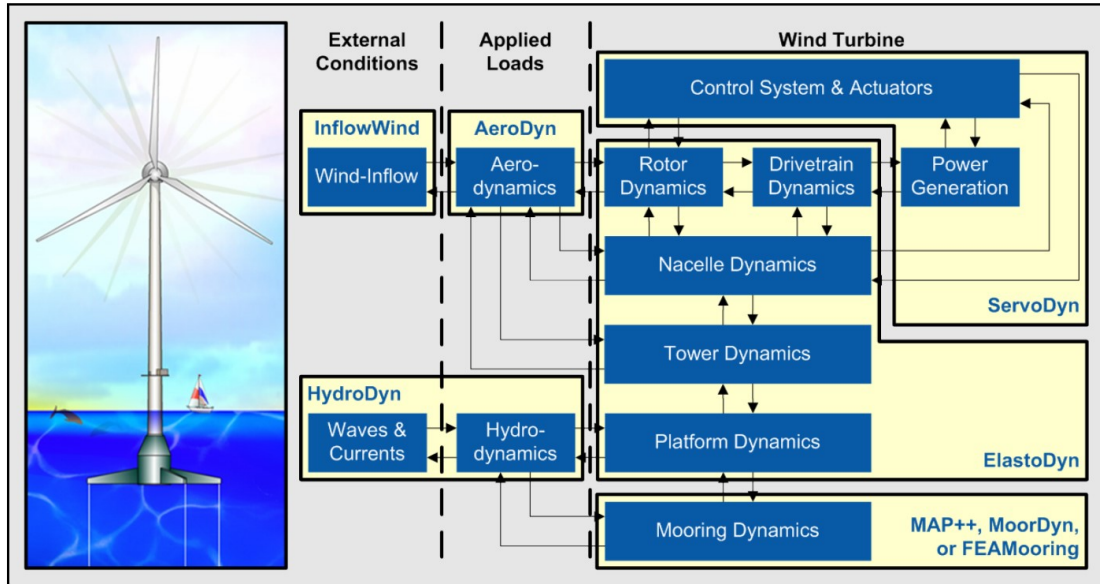 External
Conditions
Applied
Loads
Wind Turbine
Control System & Actuators
InflowWind
AeroDyn
Wind-Inflow
Aero-
dynamics
Rotor
Dynamics
Drivetrain
Dynamics
Power
Generation
Nacelle Dynamics
ServoDyn
Tower Dynamics
HydroDyn
Waves &
Currents
Hydro-
dynamics
Platform Dynamics
ElastoDyn
Mooring Dynamics
MAP++, MoorDyn,
or FEAMooring